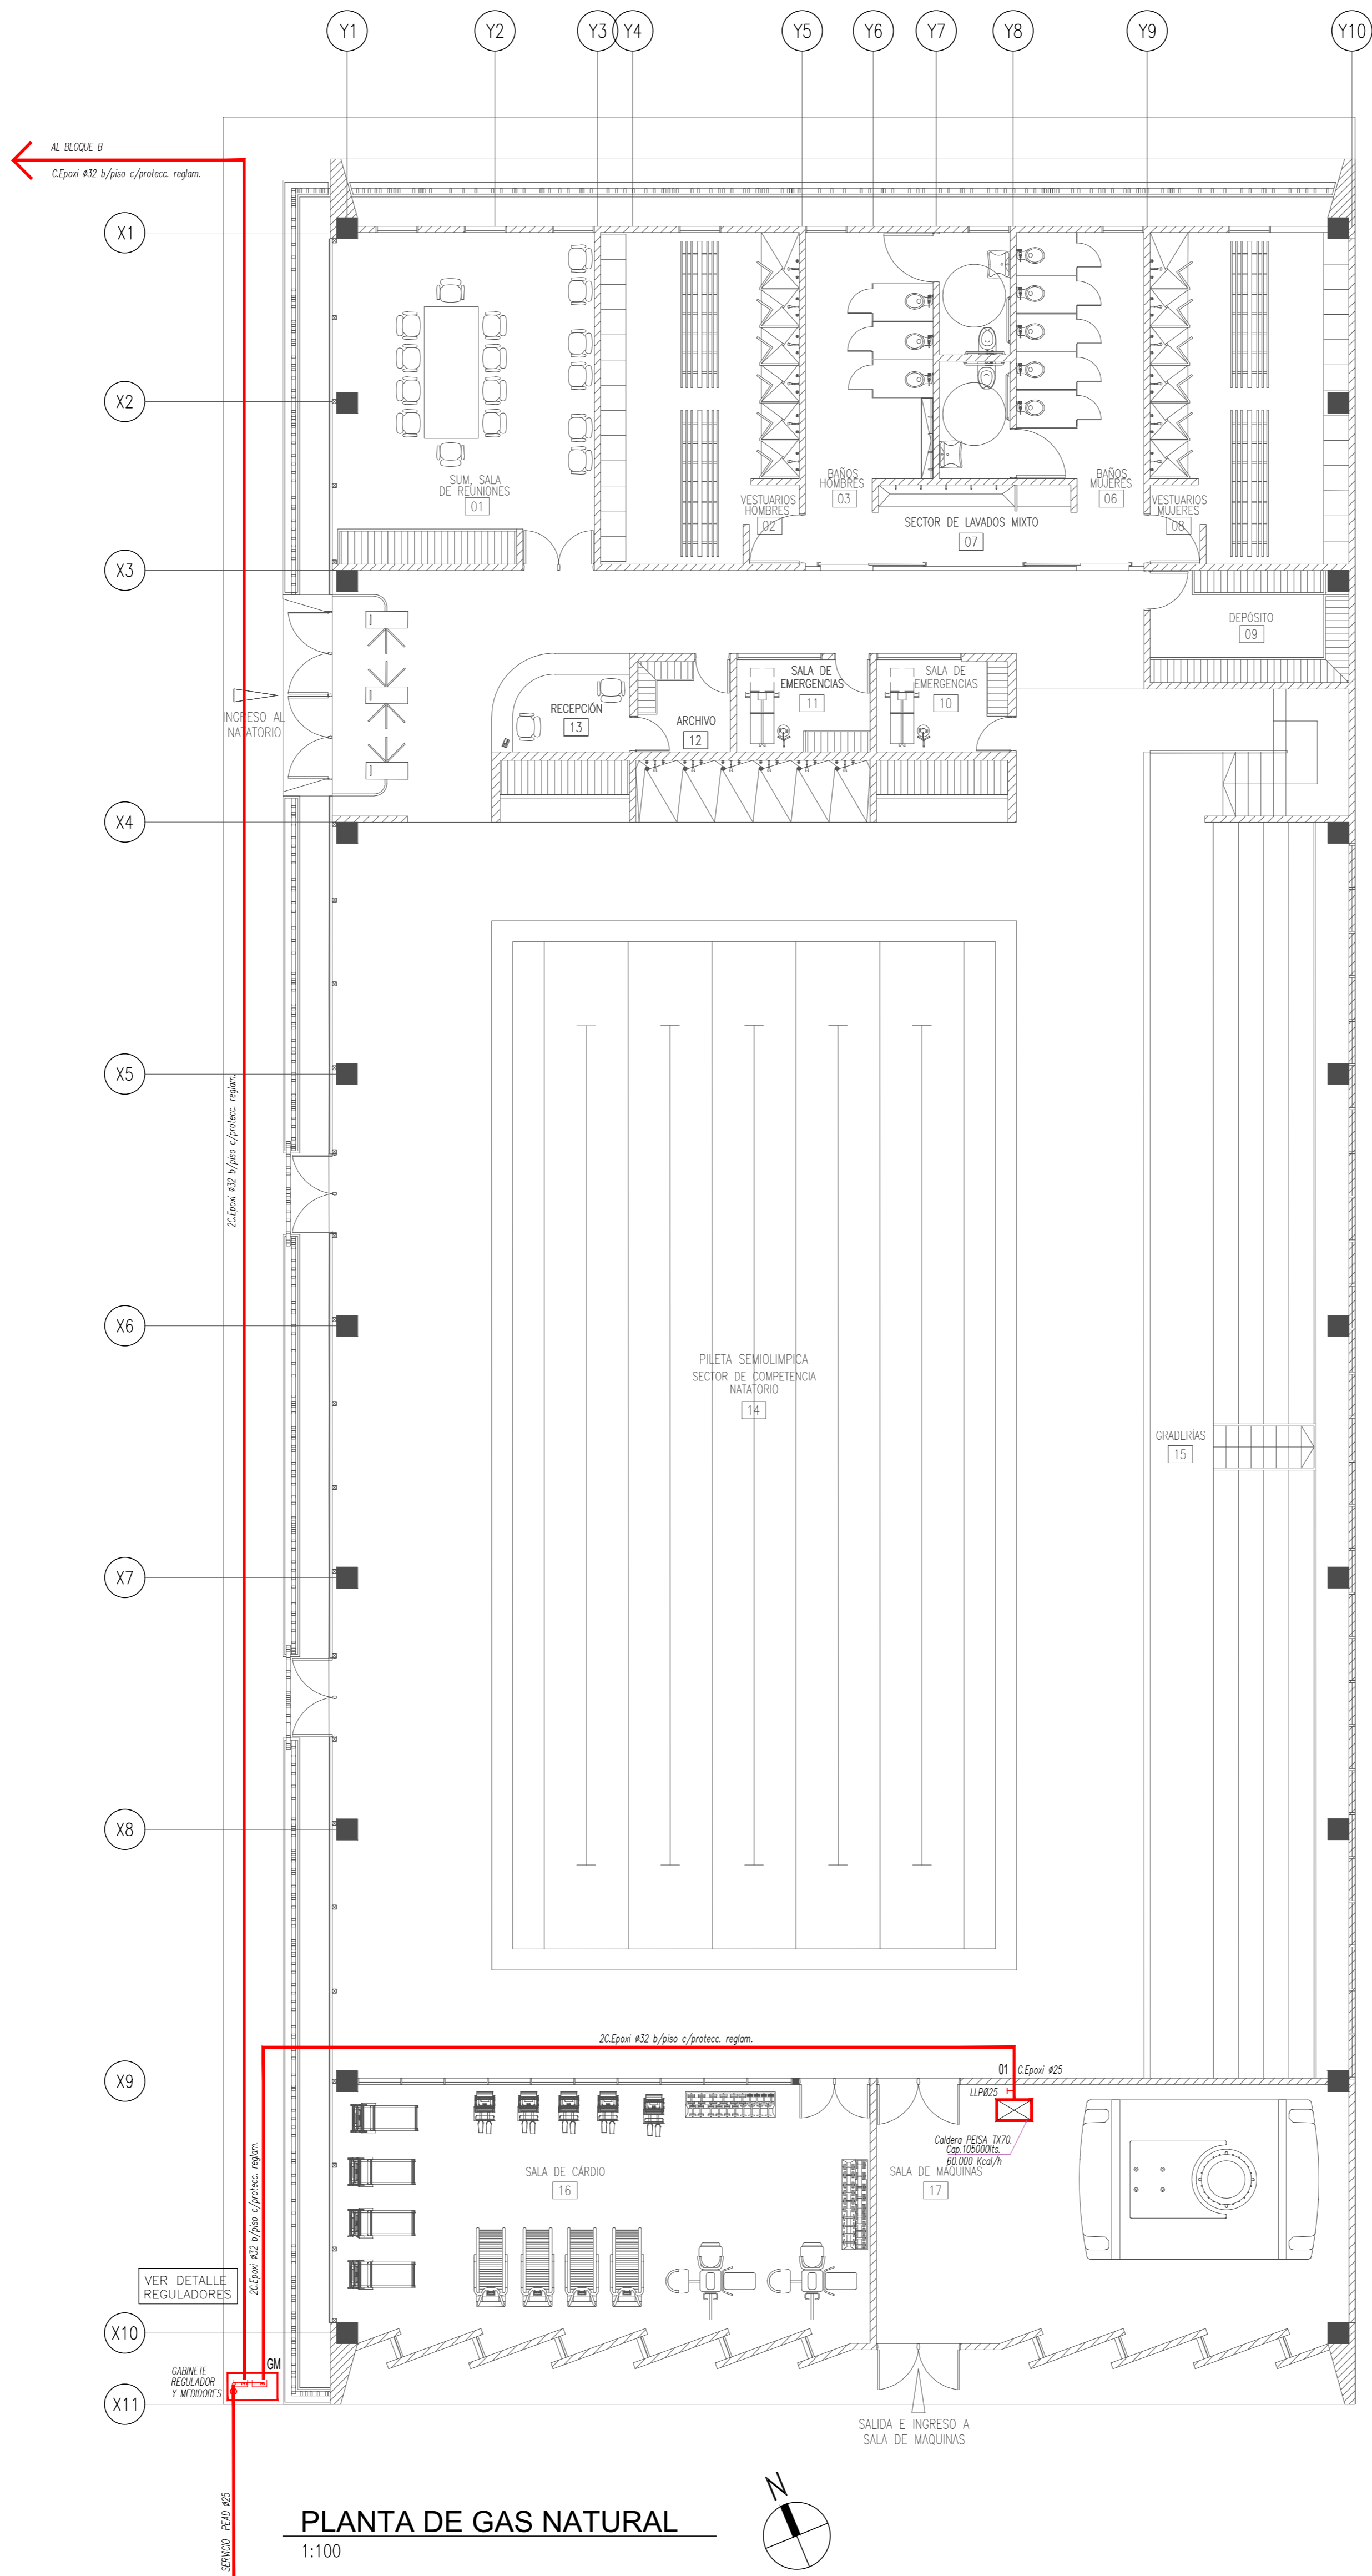 Y1
Y2
Y3
Y4
Y5
Y6
Y7
Y8
Y9
Y10
AL BLOQUE B
C.Epoxi Ø32 b/piso c/protecc. reglam.
X1
X2
SUM, SALA
DE REUNIONES
01
VESTUARIOS
HOMBRES
02
BAÑOS
HOMBRES
03
SECTOR DE LAVADOS MIXTO
07
BAÑOS
MUJERES
06
VESTUARIOS
MUJERES
08
X3
DEPÓSITO
09
INGRESO AL
NATATORIO
RECEPCIÓN
13
ARCHIVO
12
SALA DE
EMERGENCIAS
11
SALA DE
EMERGENCIAS
10
X4
X5
2C.Epoxi Ø32 b/piso c/protecc. reglam.
X6
PILETA SEMIOLIMPICA
SECTOR DE COMPETENCIA
NATATORIO
14
GRADERÍAS
15
X7
X8
2C.Epoxi Ø32 b/piso c/protecc. reglam.
X9
01
C.Epoxi Ø25
LLPØ25
Caldera PEISA TX70.
Cap.105000lts.
60.000 Kcal/h
SALA DE CÁRDIO
16
SALA DE MÁQUINAS
17
2C.Epoxi Ø32 b/piso c/protecc. reglam.
VER DETALLE
REGULADORES
X10
GM
GABINETE
REGULADOR
Y MEDIDORES
X11
SALIDA E INGRESO A
SALA DE MAQUINAS
SERVICIO PEAD Ø25
PLANTA DE GAS NATURAL
1:100
N